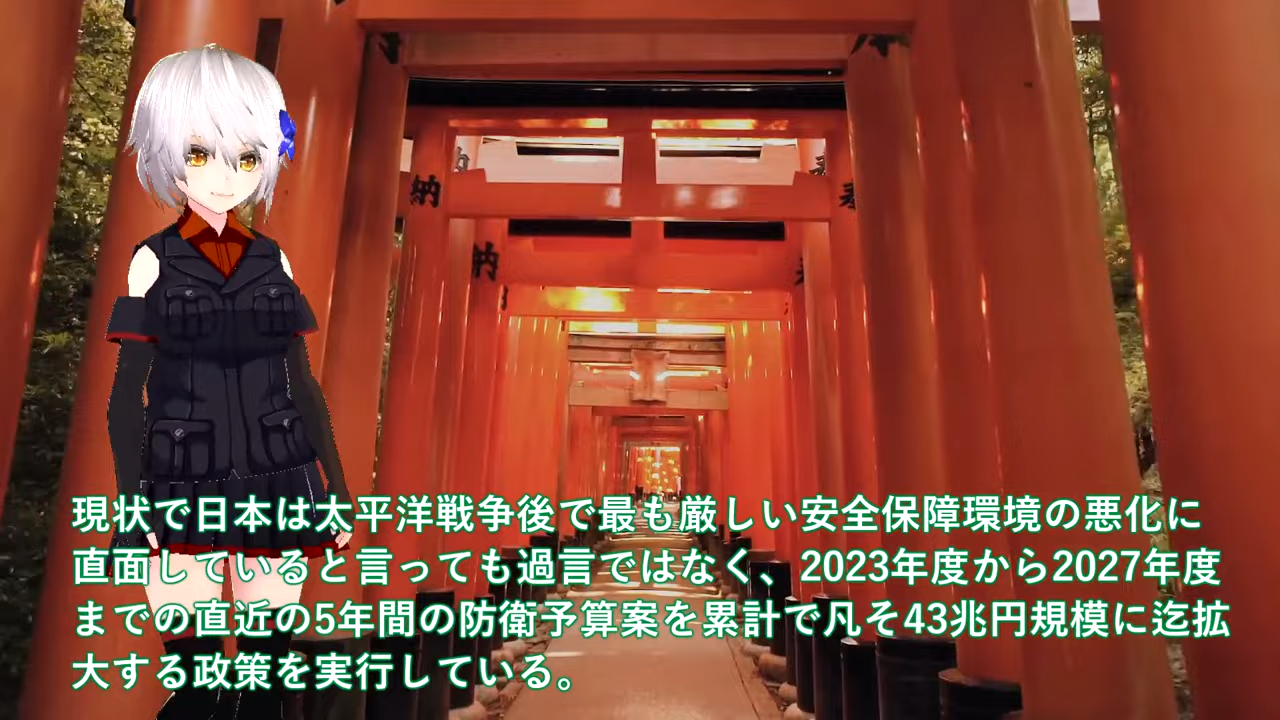 納
奉
納
現状で日本は太平洋戦争後で最も厳しい安全保障環境の悪化に
直面していると言っても過言ではなく、2023年度から2027年度
までの直近の5年間の防衛予算案を累計で凡そ43兆円規模に迄拡
大する政策を実行している。